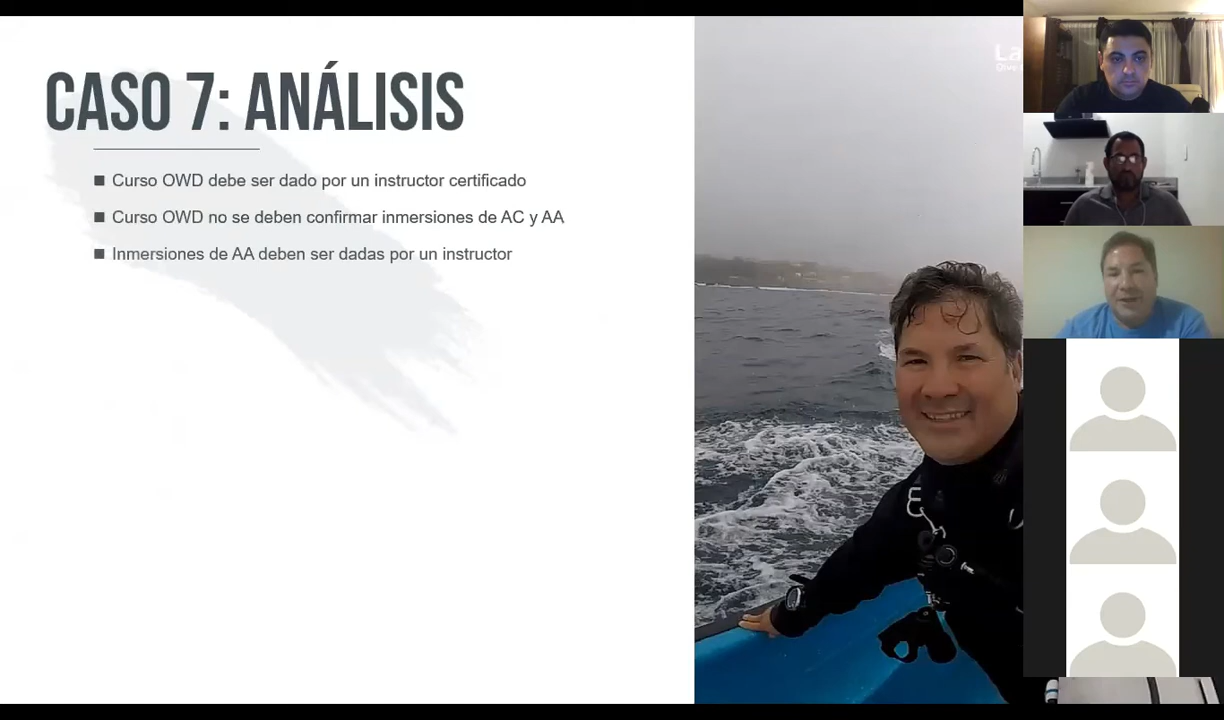 CASO 7: ANÁLISIS
Curso OWD debe ser dado por un instructor certificado
Curso OWD no se deben confirmar inmersiones de AC y AA
Inmersiones de AA deben ser dadas por un instructor